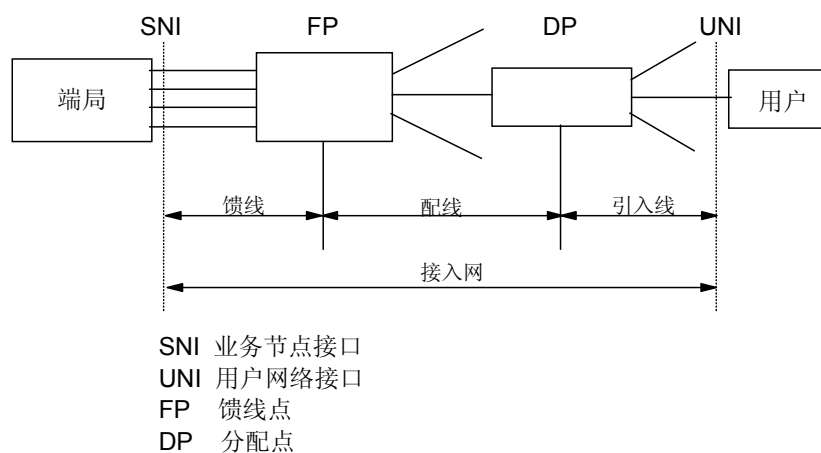 SNI FP DP UNI
端局 用户
馈线 配线 引入线
接入网
SNI 业务节点接口
UNI 用户网络接口
FP 馈线点
DP 分配点